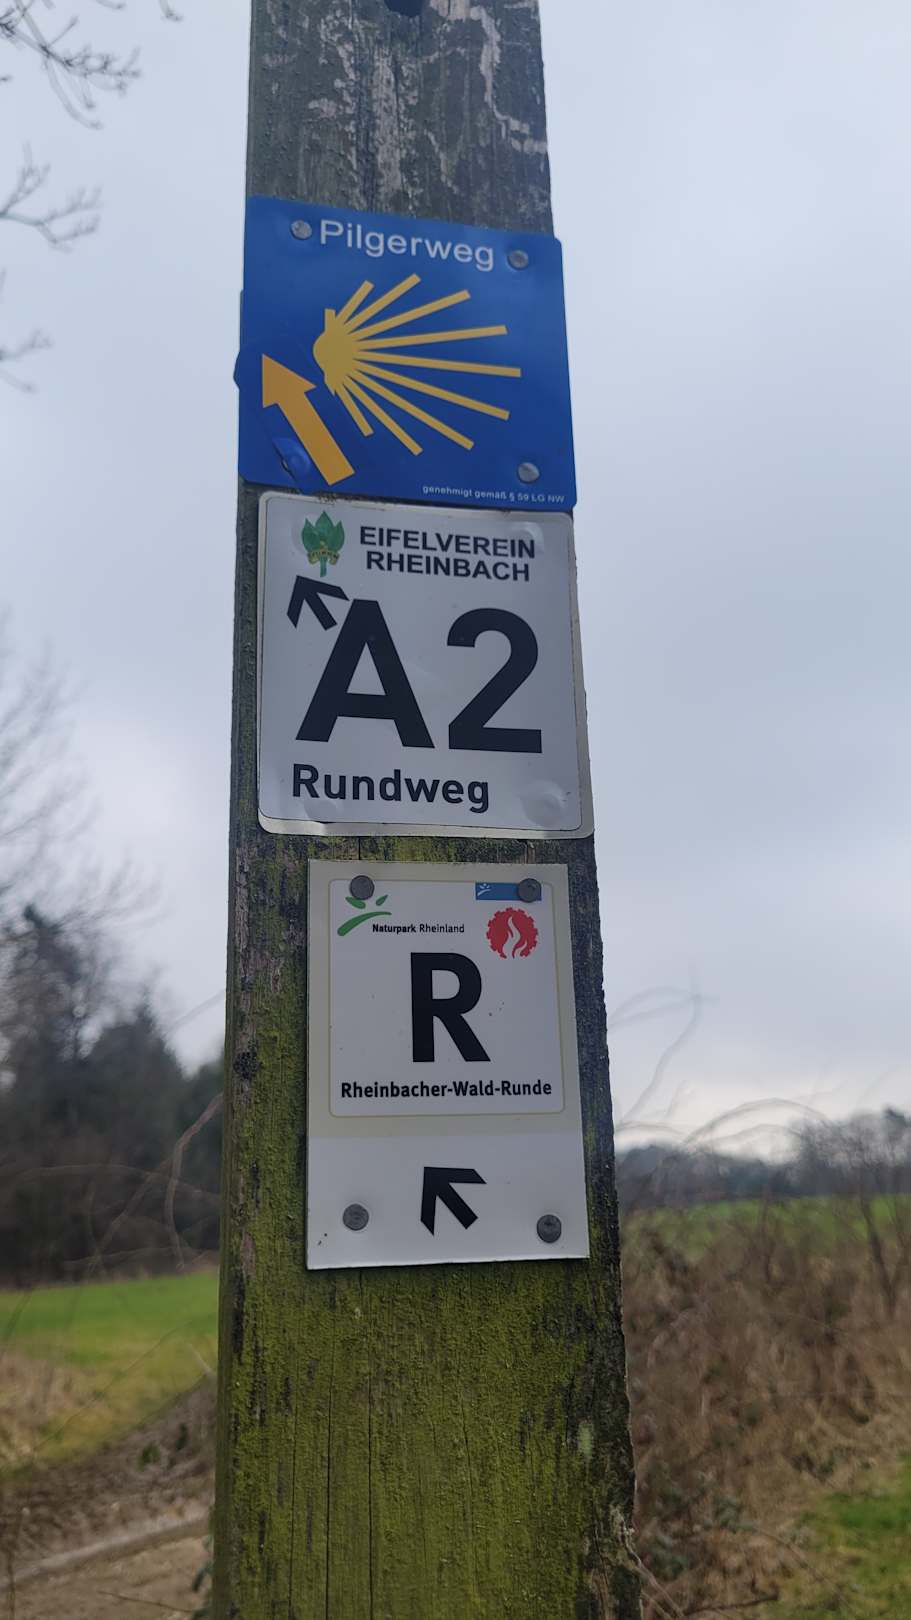 Pilgerweg
genehmigt gemäß § 59 LG NW
EIFELVEREIN
RHEINBACH
A2
Rundweg
Naturpark Rheinland
R
Rheinbacher-Wald-Runde